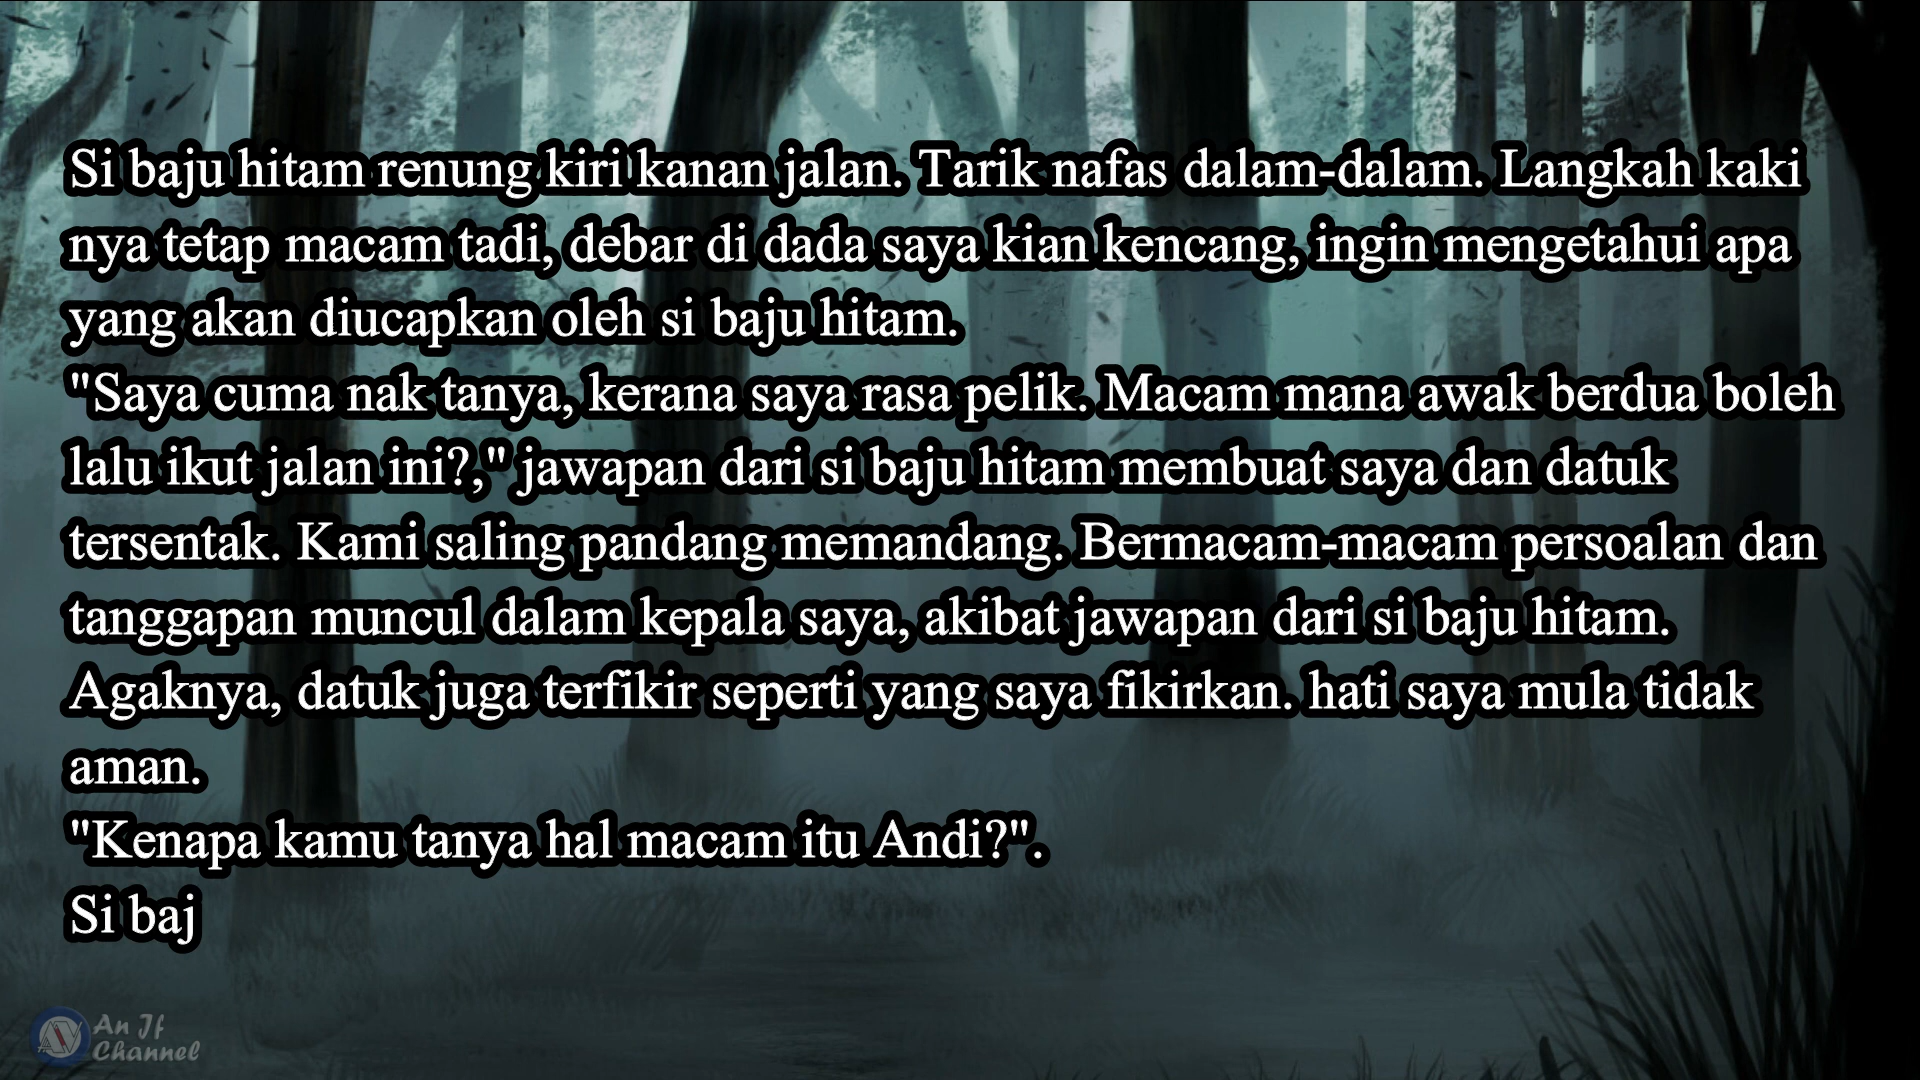 Si baju hitam renung kiri kanan jalan. Tarik nafas dalam-dalam. Langkah kaki
nya tetap macam tadi, debar di dada saya kian kencang, ingin mengetahui apa
yang akan diucapkan oleh si baju hitam.
"Saya cuma nak tanya, kerana saya rasa pelik. Macam mana awak berdua boleh
lalu ikut jalan ini?," jawapan dari si baju hitam membuat saya dan datuk
tersentak. Kami saling pandang memandang. Bermacam-macam persoalan dan
tanggapan muncul dalam kepala saya, akibat jawapan dari si baju hitam.
Agaknya, datuk juga terfikir seperti yang saya fikirkan. hati saya mula tidak
aman.
"Kenapa kamu tanya hal macam itu Andi?".
Si baj
An If
Channel